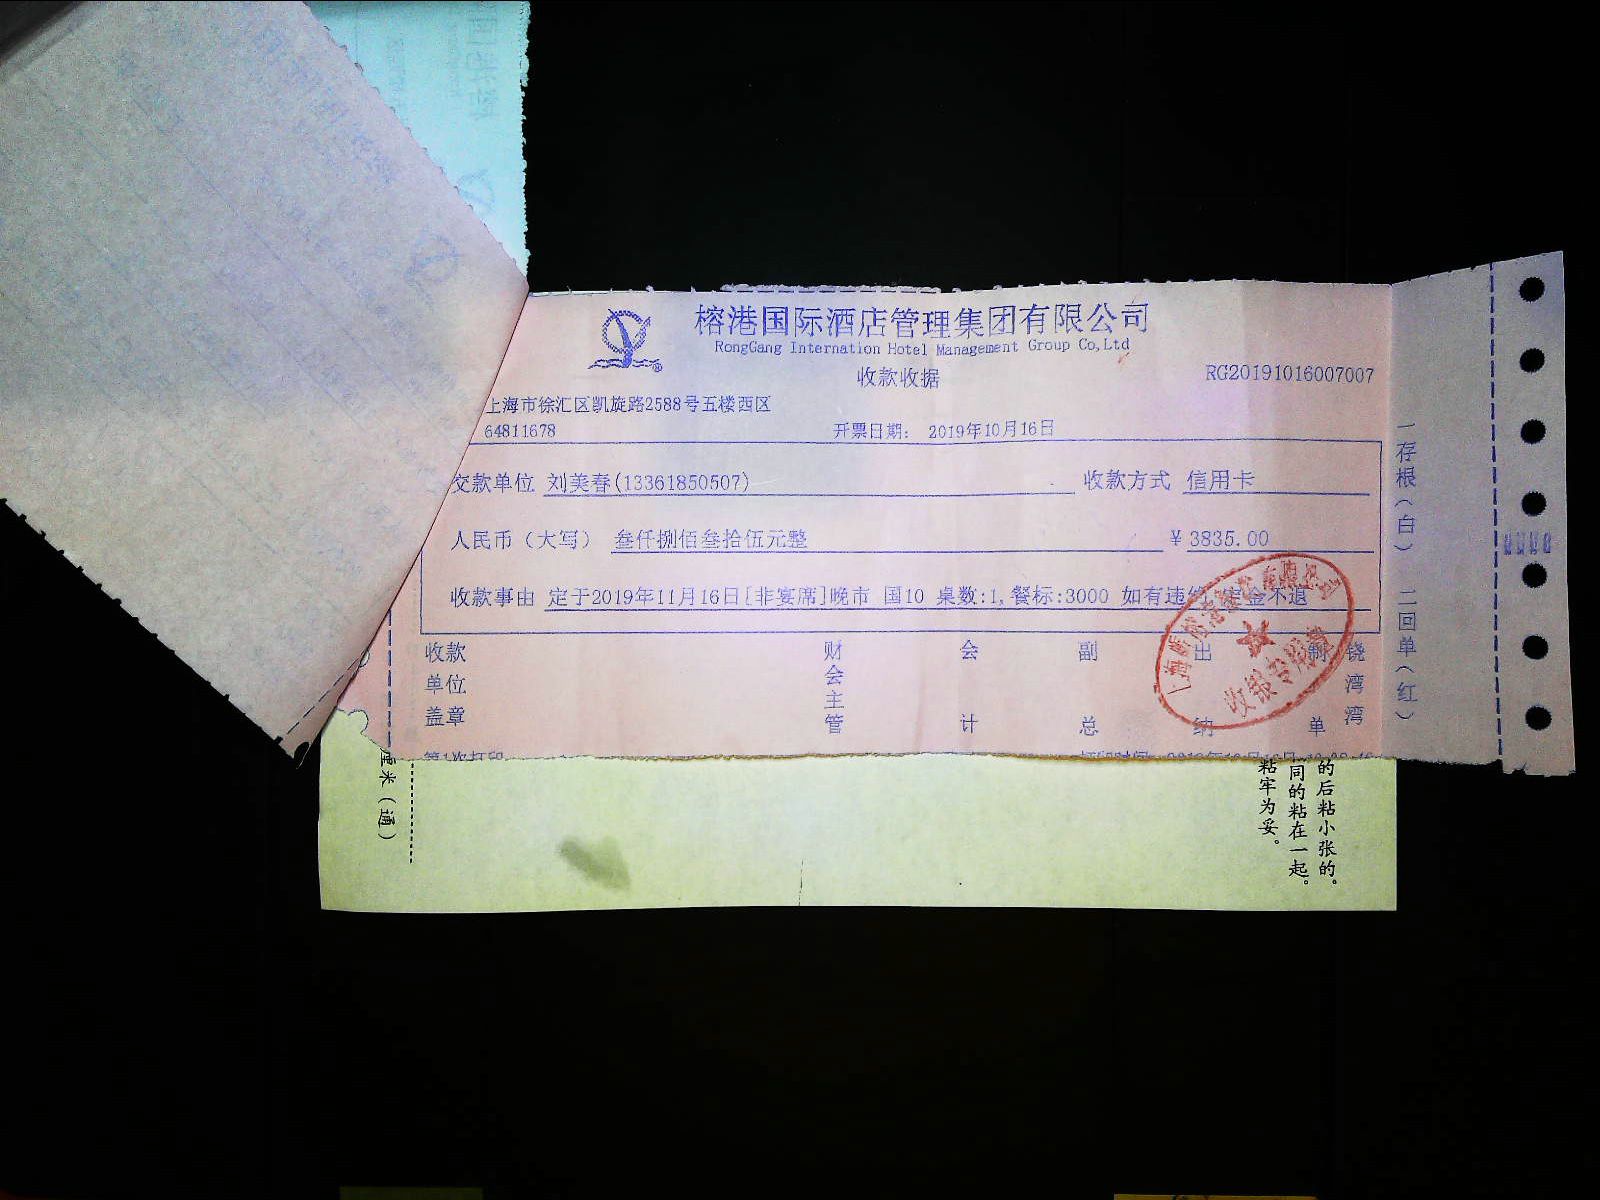 榕港国际酒店管理集团有限公司
RongGang Internation Hotel Management Group Co,Ltd
收款收据
RG20191016007007
上海市徐汇区凯旋路2588号五楼西区
64811678
开票日期： 2019年10月16日
交款单位 刘美春(13361850507)
收款方式 信用卡
人民币（大写） 叁仟捌佰叁拾伍元整
¥ 3835.00
收款事由 定于2019年11月16日[非宴席]晚市 国10 桌数:1,餐标:3000 如有违约,定金不退
收款单位盖章
财会主管
会计
副总
出纳
制单
饶湾湾
收银专用章
一存根（白） 二回单（红）
的后粘小张的。
同的粘在一起。
粘牢为妥。
厘米（通）